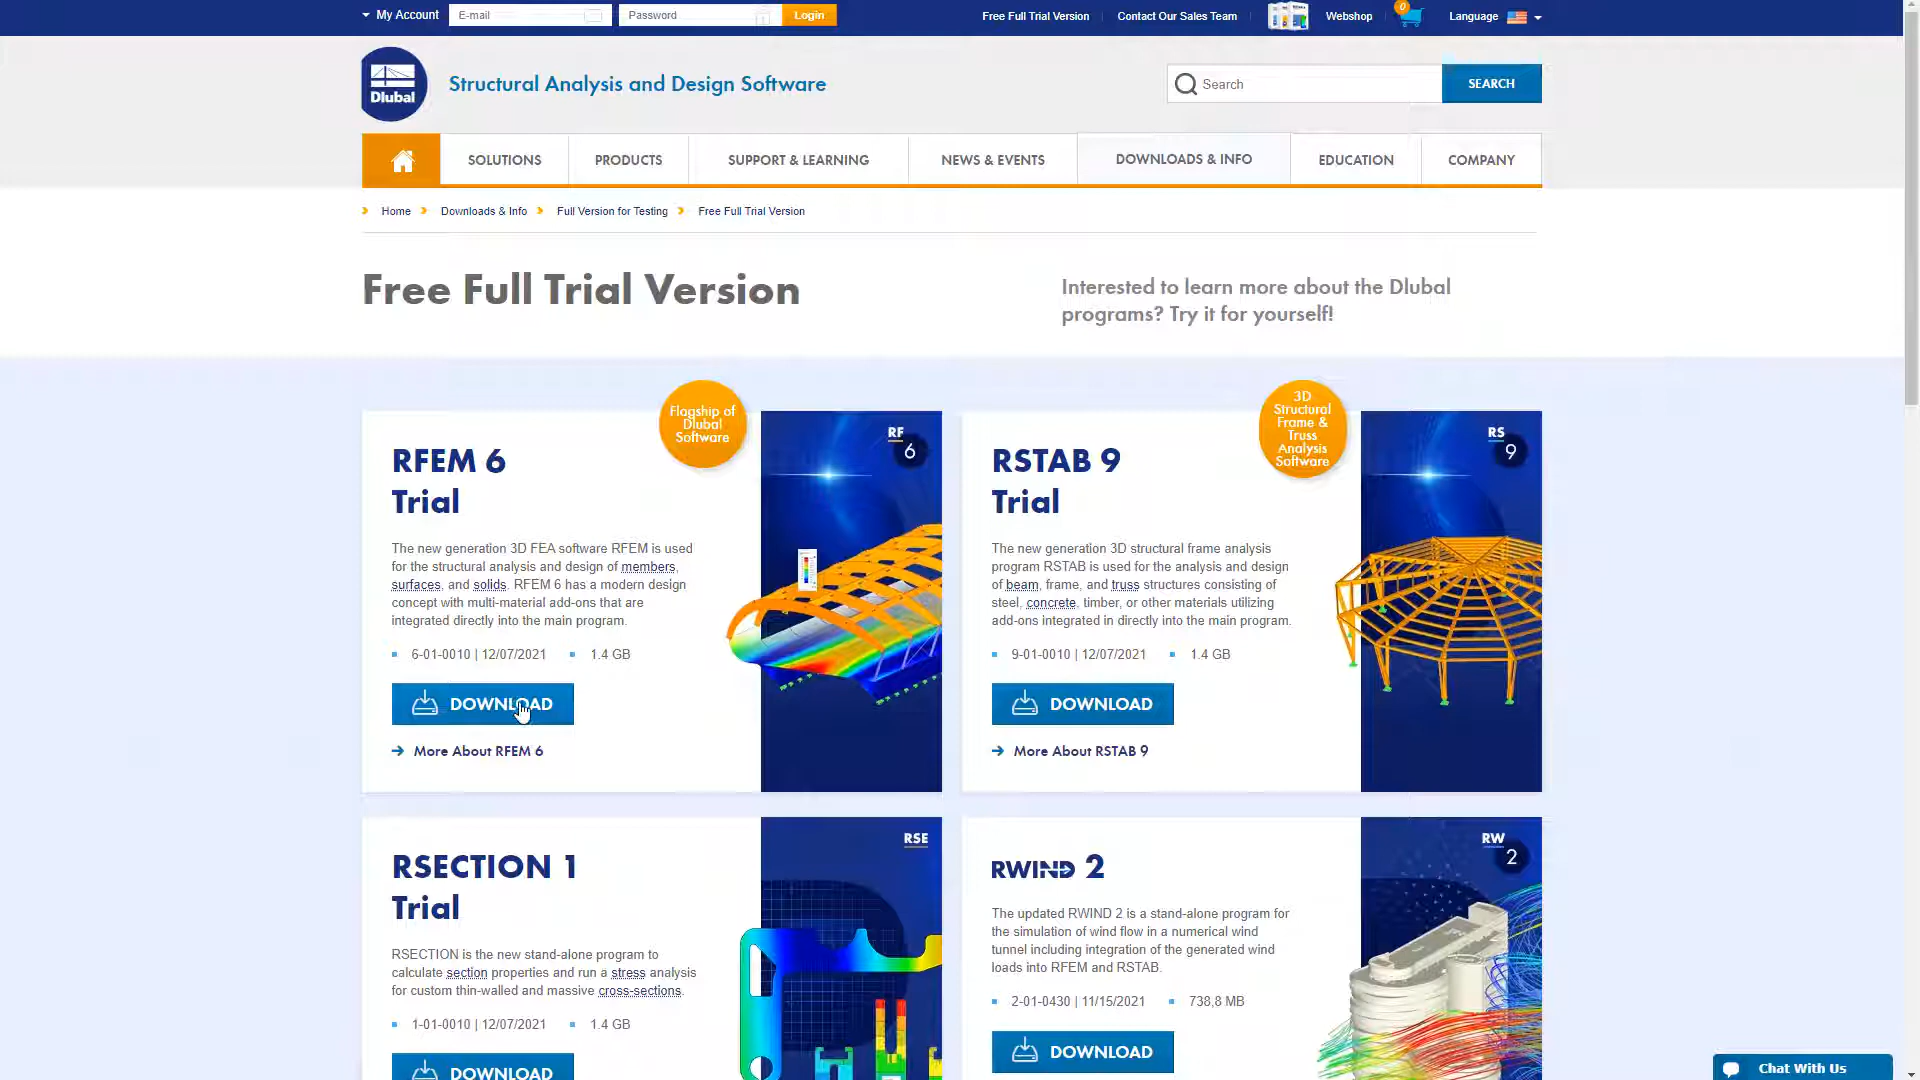 My Account
E-mail
Password
Login
Free Full Trial Version
Contact Our Sales Team
Webshop
0
Language
Dlubal
Structural Analysis and Design Software
Search
SEARCH
SOLUTIONS
PRODUCTS
SUPPORT & LEARNING
NEWS & EVENTS
DOWNLOADS & INFO
EDUCATION
COMPANY
Home
Downloads & Info
Full Version for Testing
Free Full Trial Version
Free Full Trial Version
Interested to learn more about the Dlubal
programs? Try it for yourself!
Flagship of
Dlubal
Software
RF
6
RFEM 6
Trial
The new generation 3D FEA software RFEM is used
for the structural analysis and design of members,
surfaces, and solids. RFEM 6 has a modern design
concept with multi-material add-ons that are
integrated directly into the main program.
6-01-0010 | 12/07/2021
1.4 GB
DOWNLOAD
More About RFEM 6
3D
Structural
Frame &
Truss
Analysis
Software
RS
9
RSTAB 9
Trial
The new generation 3D structural frame analysis
program RSTAB is used for the analysis and design
of beam, frame, and truss structures consisting of
steel, concrete, timber, or other materials utilizing
add-ons integrated in directly into the main program.
9-01-0010 | 12/07/2021
1.4 GB
DOWNLOAD
More About RSTAB 9
RSE
RSECTION 1
Trial
RSECTION is the new stand-alone program to
calculate section properties and run a stress analysis
for custom thin-walled and massive cross-sections.
1-01-0010 | 12/07/2021
1.4 GB
DOWNLOAD
RW
2
RWIND 2
The updated RWIND 2 is a stand-alone program for
the simulation of wind flow in a numerical wind
tunnel including integration of the generated wind
loads into RFEM and RSTAB.
2-01-0430 | 11/15/2021
738,8 MB
DOWNLOAD
Chat With Us